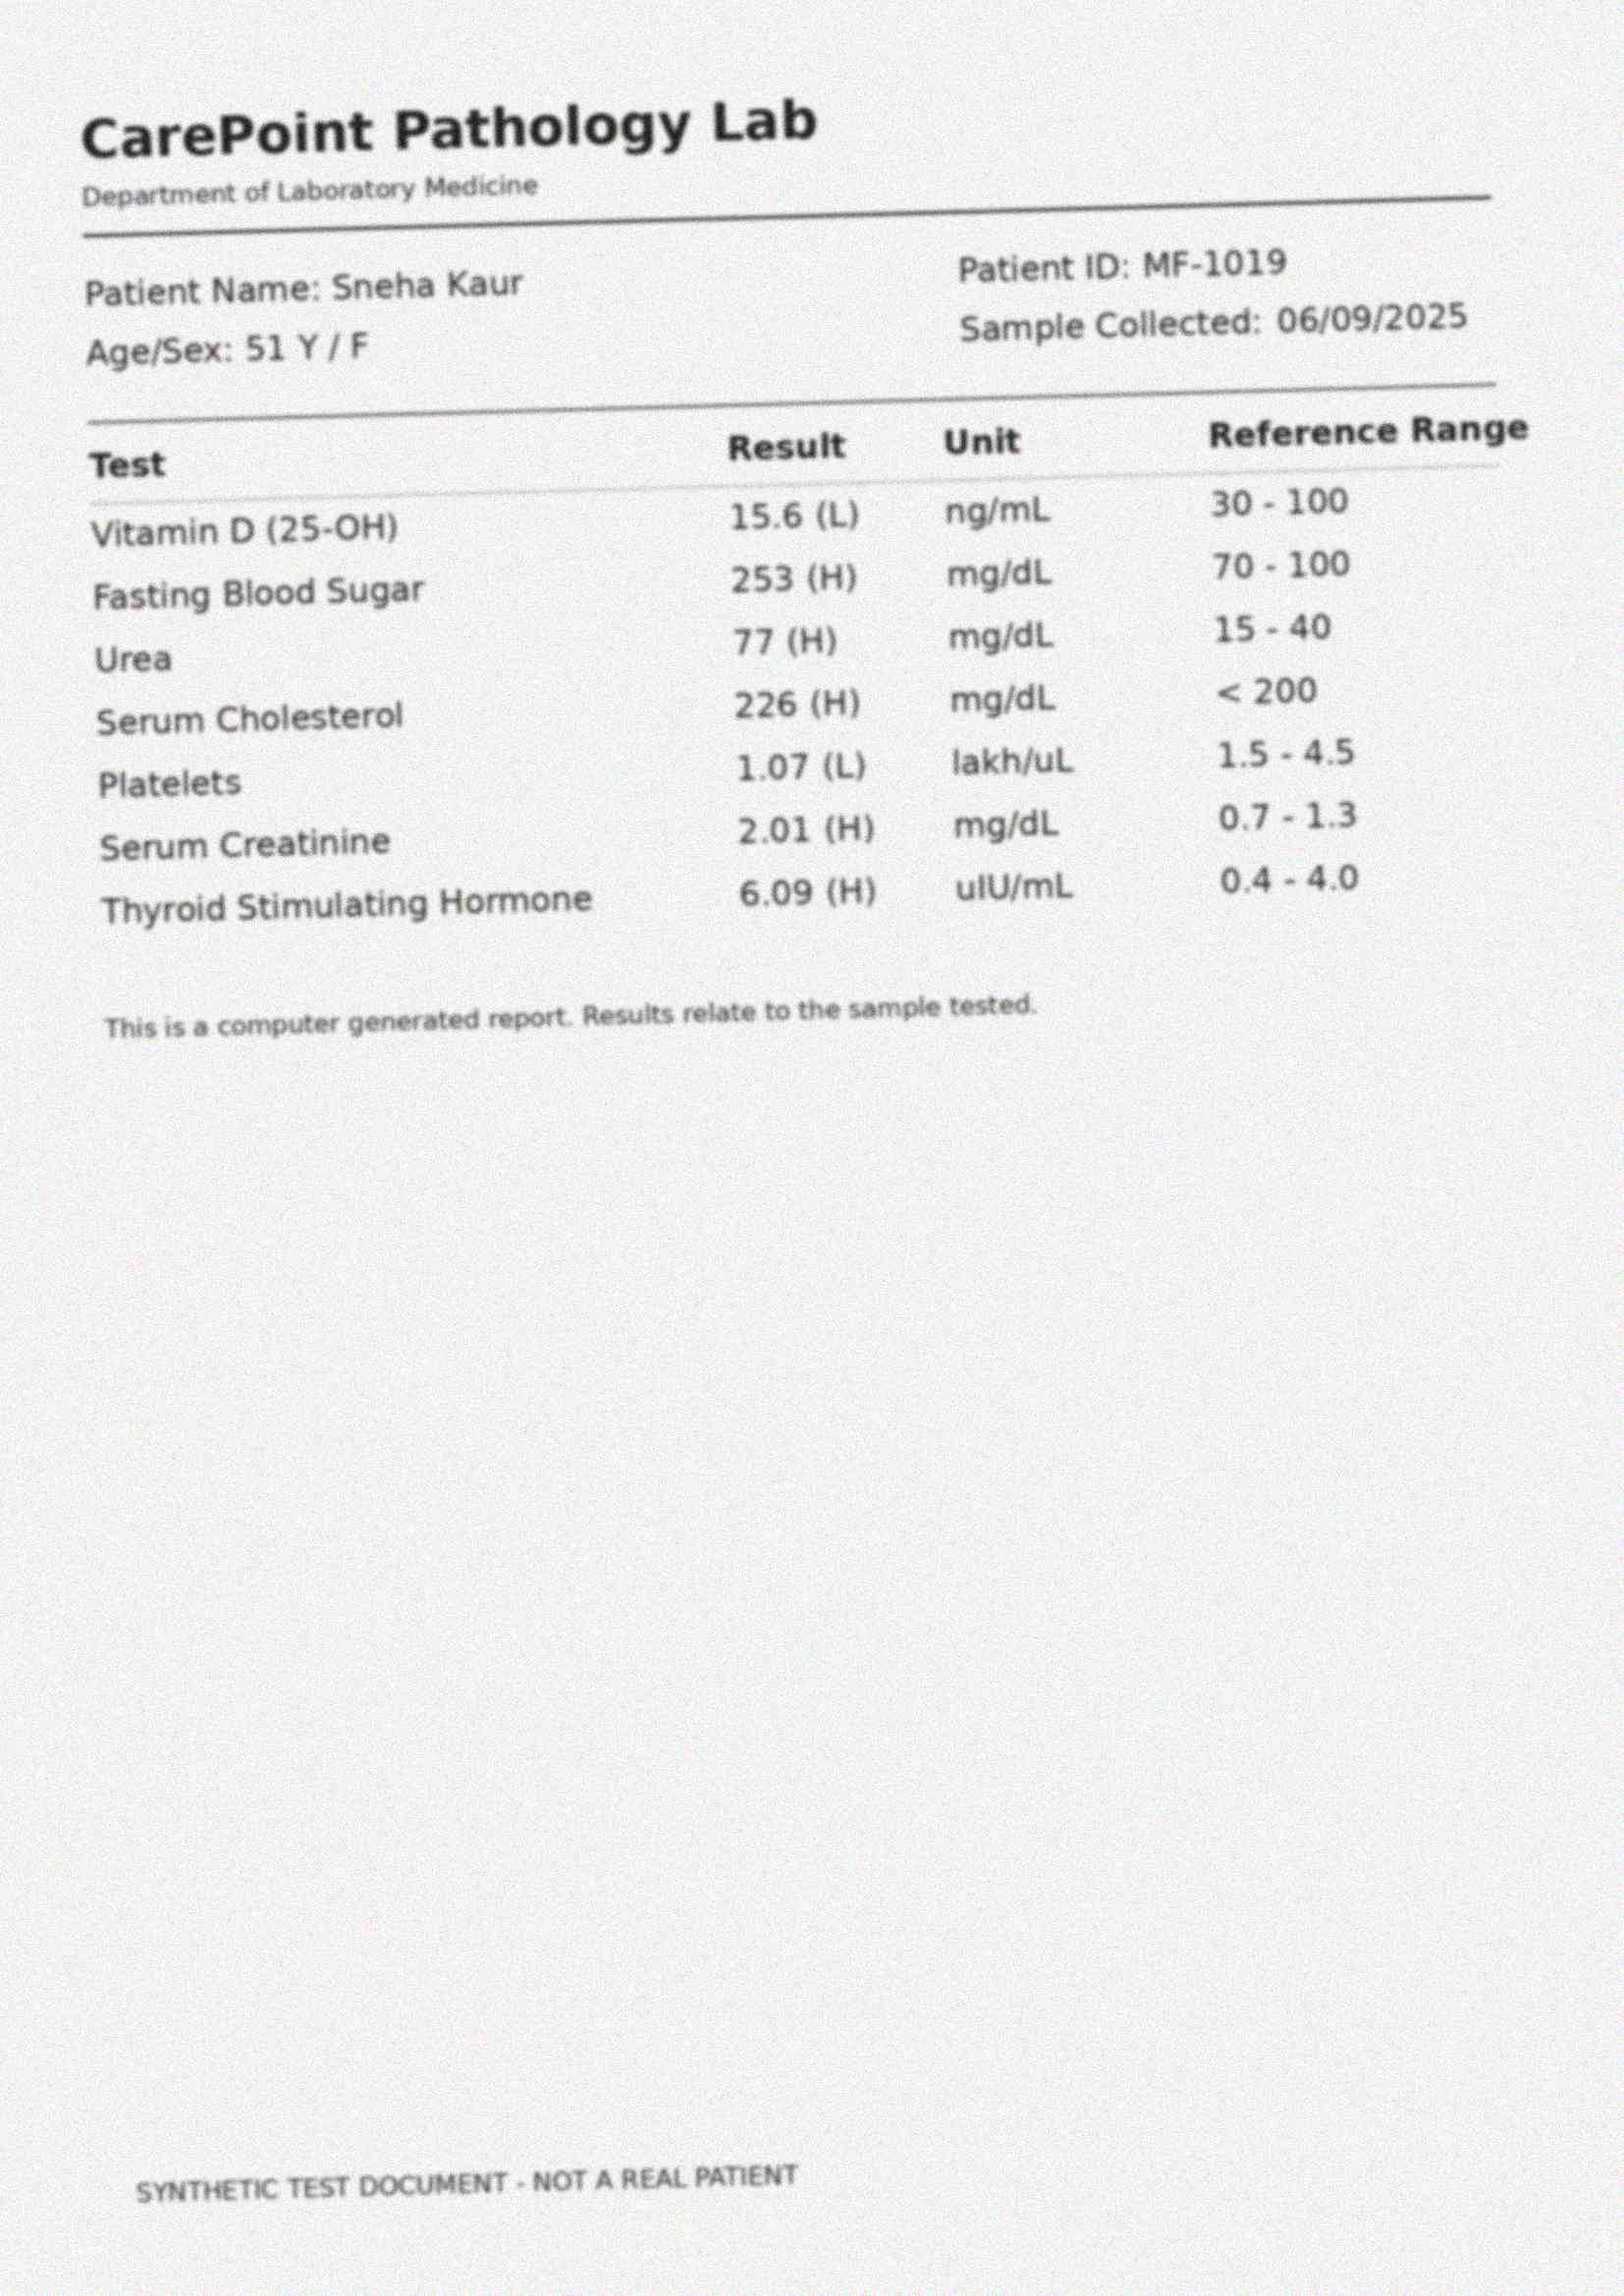 CarePoint Pathology Lab
Department of Laboratory Medicine
Patient Name: Sneha Kaur
Patient ID: MF-1019
Age/Sex: 51 Y / F
Sample Collected: 06/09/2025
Test Result Unit Reference Range
Vitamin D (25-OH) 15.6 (L) ng/mL 30 - 100
Fasting Blood Sugar 253 (H) mg/dL 70 - 100
Urea 77 (H) mg/dL 15 - 40
Serum Cholesterol 226 (H) mg/dL < 200
Platelets 1.07 (L) lakh/uL 1.5 - 4.5
Serum Creatinine 2.01 (H) mg/dL 0.7 - 1.3
Thyroid Stimulating Hormone 6.09 (H) uIU/mL 0.4 - 4.0
This is a computer generated report. Results relate to the sample tested.
SYNTHETIC TEST DOCUMENT - NOT A REAL PATIENT